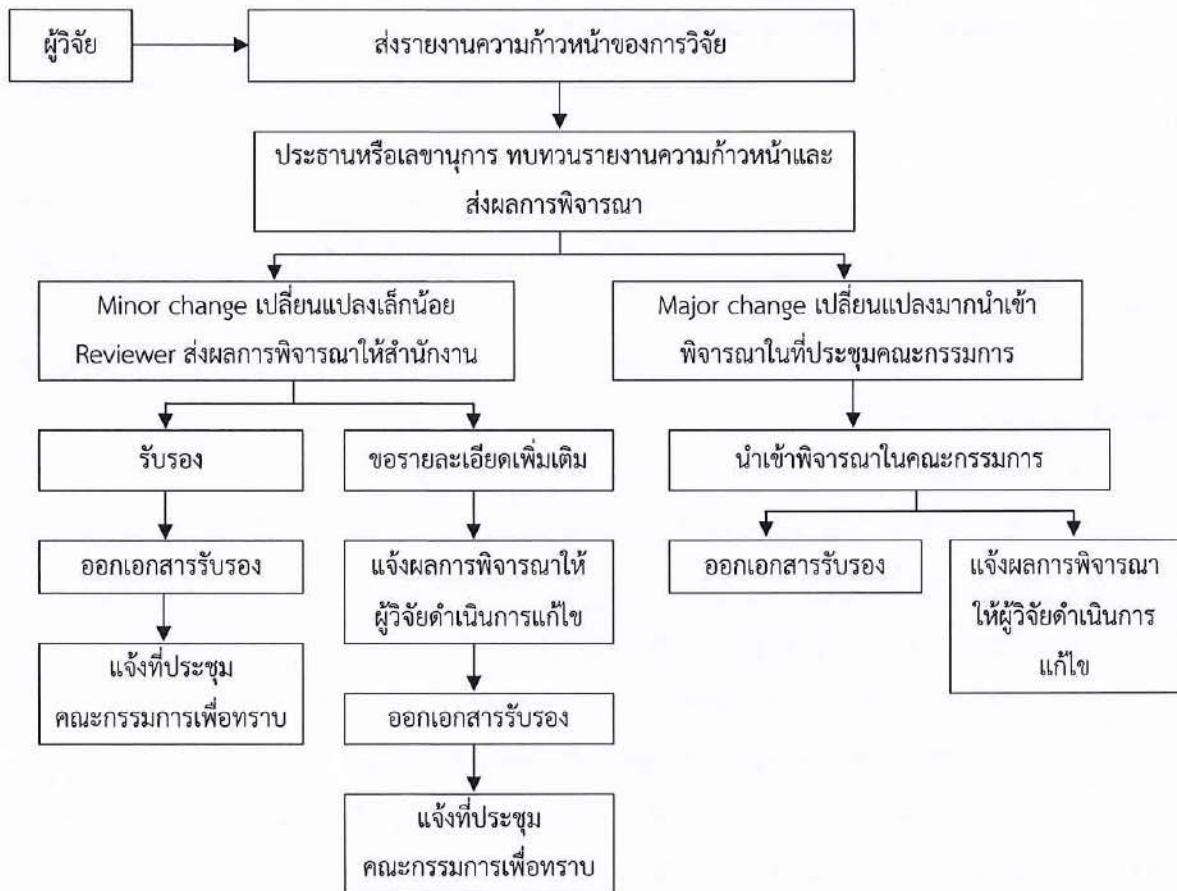 ผู้วิจัย
ส่งรายงานความก้าวหน้าของการวิจัย
ประธานหรือเลขานุการ ทบทวนรายงานความก้าวหน้าและ
ส่งผลการพิจารณา
Minor change เปลี่ยนแปลงเล็กน้อย
Reviewer ส่งผลการพิจารณาให้สำนักงาน
Major change เปลี่ยนแปลงมากนำเข้า
พิจารณาในที่ประชุมคณะกรรมการ
รับรอง
ขอรายละเอียดเพิ่มเติม
นำเข้าพิจารณาในคณะกรรมการ
ออกเอกสารรับรอง
แจ้งผลการพิจารณาให้
ผู้วิจัยดำเนินการแก้ไข
ออกเอกสารรับรอง
แจ้งผลการพิจารณา
ให้ผู้วิจัยดำเนินการ
แก้ไข
แจ้งที่ประชุม
คณะกรรมการเพื่อทราบ
ออกเอกสารรับรอง
แจ้งที่ประชุม
คณะกรรมการเพื่อทราบ